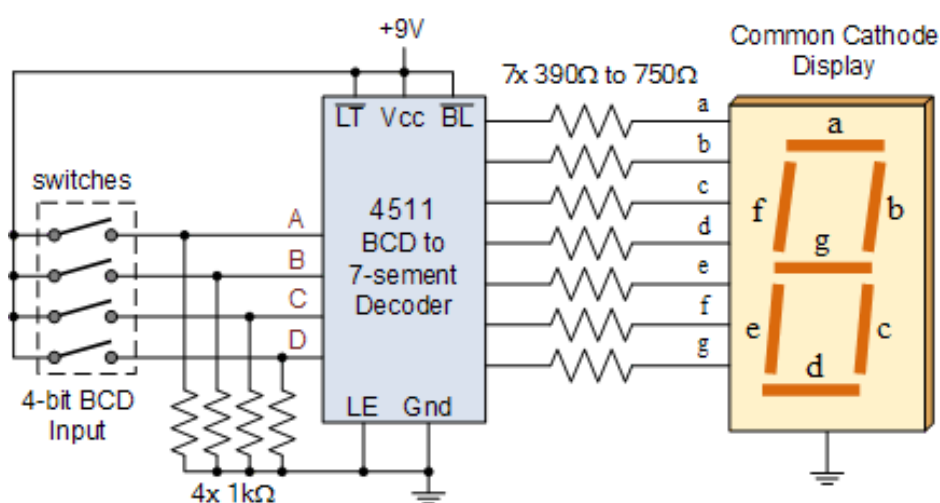 +9V
Common Cathode
Display
7x 390Ω to 750Ω
LT Vcc BL
a
b
c
d
e
f
g
switches
A
B
C
D
4511
BCD to
7-sement
Decoder
4-bit BCD
Input
LE Gnd
4x 1kΩ
a
f b
g
e c
d